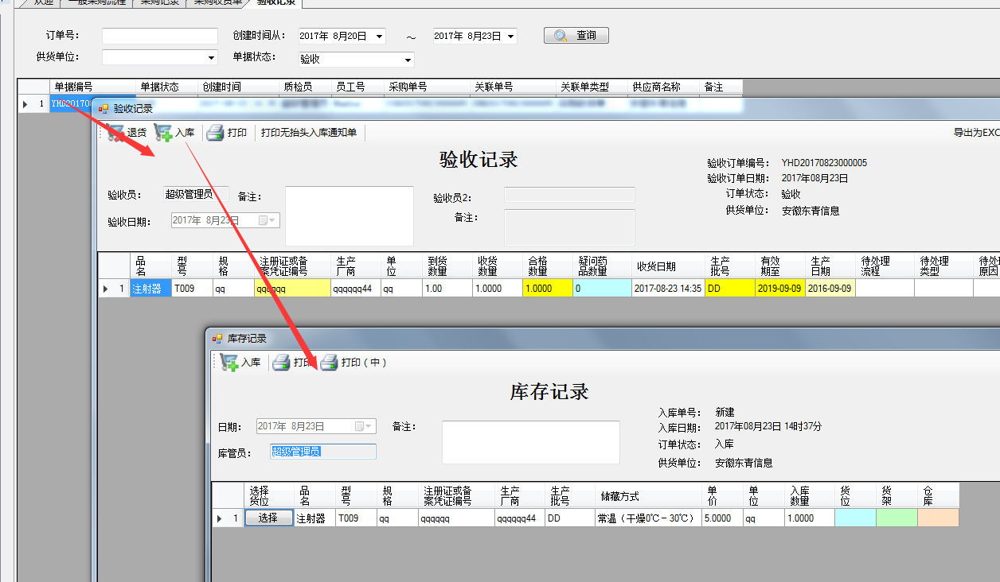 欢迎 一般采购流程 采购记录 采购收货单 验收记录
订单号： 创建时间从： 2017年 8月20日 ～ 2017年 8月23日 查询
供货单位： 单据状态： 验收
单据编号 单据状态 创建时间 质检员 员工号 采购单号 关联单号 关联单类型 供应商名称 备注
1 YHD20170
验收记录
退货 入库 打印 打印无抬头入库通知单 导出为EXC
验收记录
验收订单编号： YHD20170823000005
验收订单日期： 2017年08月23日
订单状态： 验收
供货单位： 安徽东青信息
验收员： 超级管理员 备注： 验收员2：
验收日期： 2017年 8月23日 备注：
品名 型号 规格 注册证或备案凭证编号 生产厂商 单位 到货数量 收货数量 合格数量 疑问药品数量 收货日期 生产批号 有效期至 生产日期 待处理流程 待处理类型 待处原因
1 注射器 T009 qq qqqqqq qqqqqq44 qq 1.00 1.0000 1.0000 0 2017-08-23 14:35 DD 2019-09-09 2016-09-09
库存记录
入库 打印 打印（中）
库存记录
入库单号： 新建
入库日期： 2017年08月23日 14时37分
订单状态： 入库
供货单位： 安徽东青信息
日期： 2017年 8月23日 备注：
库管员： 超级管理员
选择货位 品名 型号 规格 注册证或备案凭证编号 生产厂商 生产批号 储藏方式 单价 单位 入库数量 货位 货架 仓库
1 选择 注射器 T009 qq qqqqqq qqqqqq44 DD 常温（干燥0℃－30℃） 5.0000 qq 1.0000